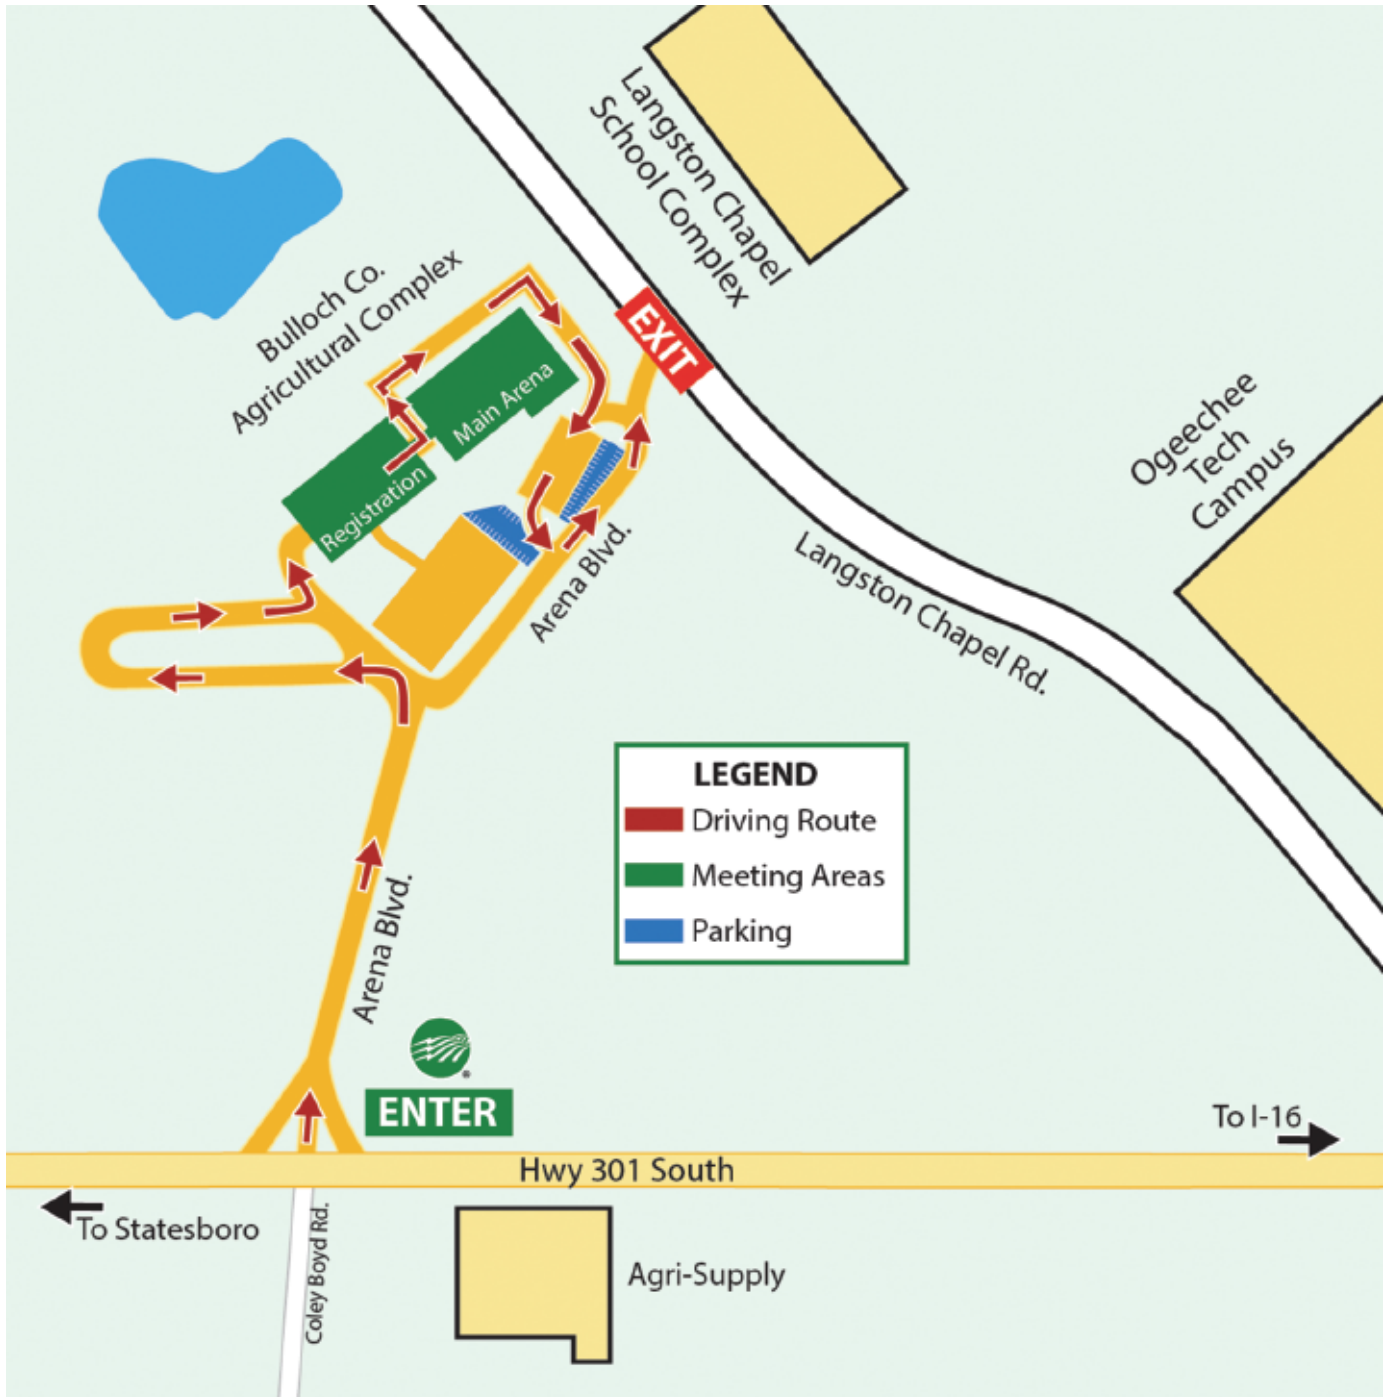 Langston Chapel
School Complex
Bulloch Co.
Agricultural Complex
EXIT
Main Arena
Registration
Ogeechee
Tech
Campus
Arena Blvd.
Langston Chapel Rd.
LEGEND
Driving Route
Meeting Areas
Parking
Arena Blvd.
®
ENTER
To I-16
Hwy 301 South
To Statesboro
Coley Boyd Rd.
Agri-Supply